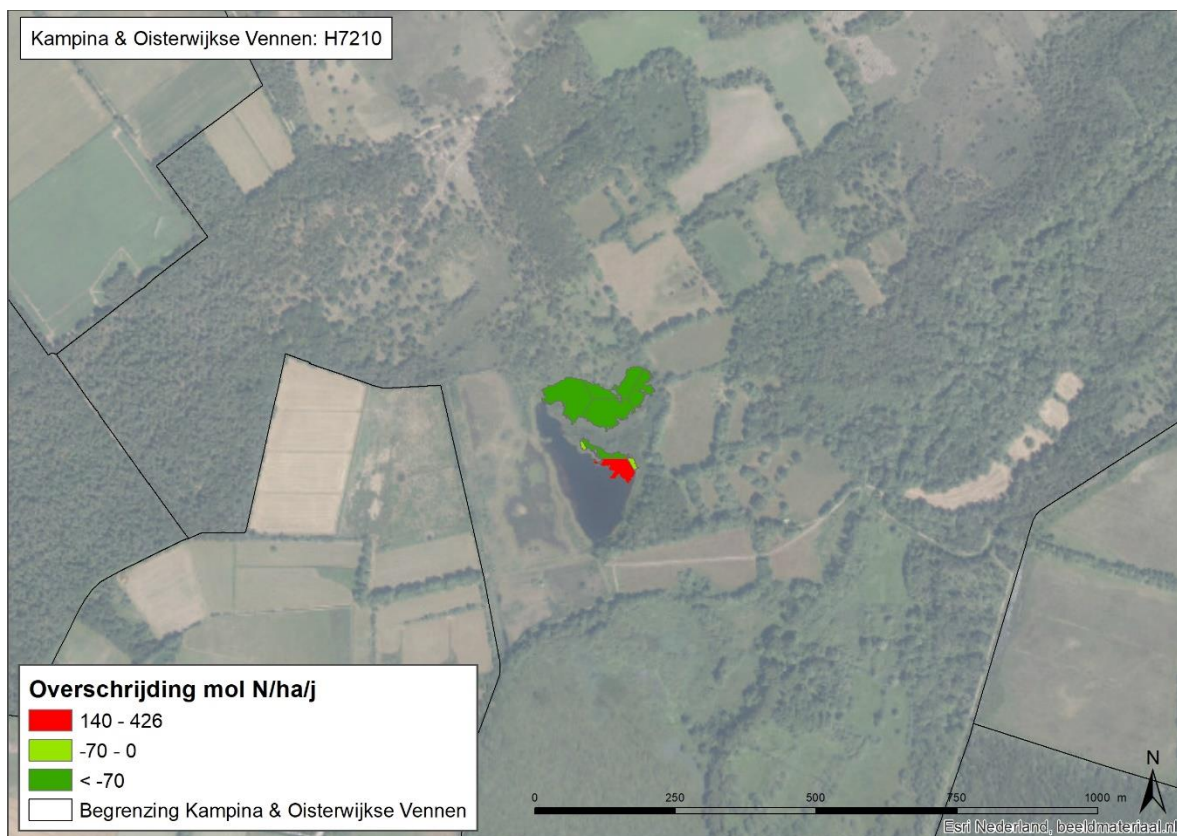 Kampina & Oisterwijkse Vennen: H7210
Overschrijding mol N/ha/j
140 - 426
-70 - 0
< -70
Begrenzing Kampina & Oisterwijkse Vennen
0 250 500 750 1000 m
N
Esri Nederland, beeldmateriaal.nl